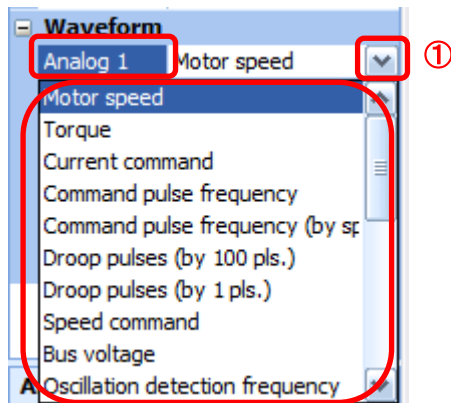 Waveform
Analog 1 Motor speed ①
Motor speed
Torque
Current command
Command pulse frequency
Command pulse frequency (by sp
Droop pulses (by 100 pls.)
Droop pulses (by 1 pls.)
Speed command
Bus voltage
A Oscillation detection frequency